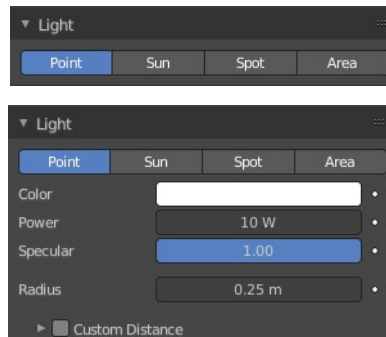 Light
Point Sun Spot Area
Light
Point Sun Spot Area
Color
Power 10 W
Specular 1.00
Radius 0.25 m
Custom Distance